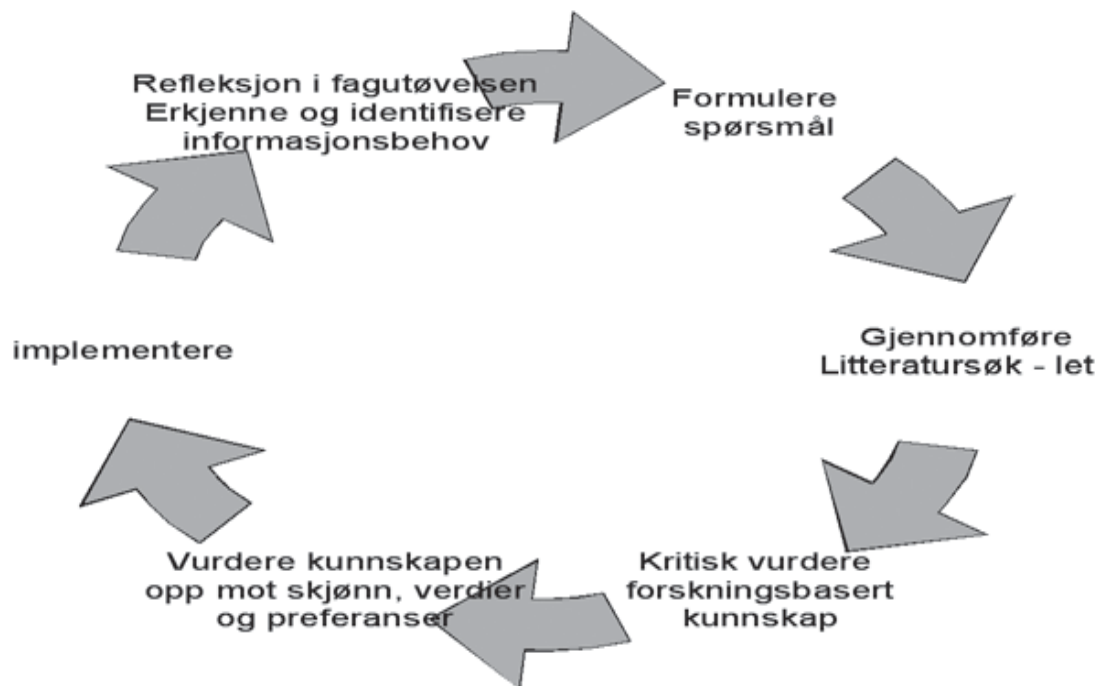 Refleksjon i fagutøvelsen
Erkjenne og identifisere
informasjonsbehov
Formulere
spørsmål
Gjennomføre
Litteratursøk - let
Kritisk vurdere
forskningsbasert
kunnskap
Vurdere kunnskapen
opp mot skjønn, verdier
og preferanser
implementere